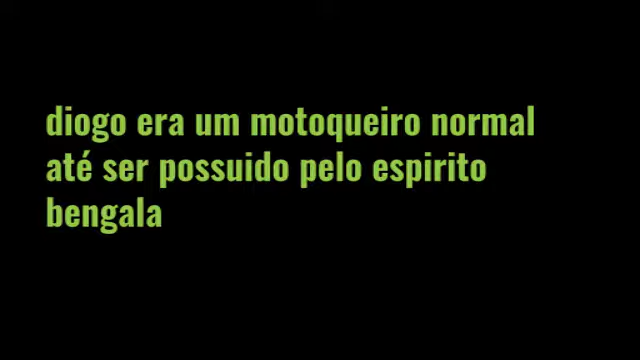 diogo era um motoqueiro normal
até ser possuido pelo espirito
bengala